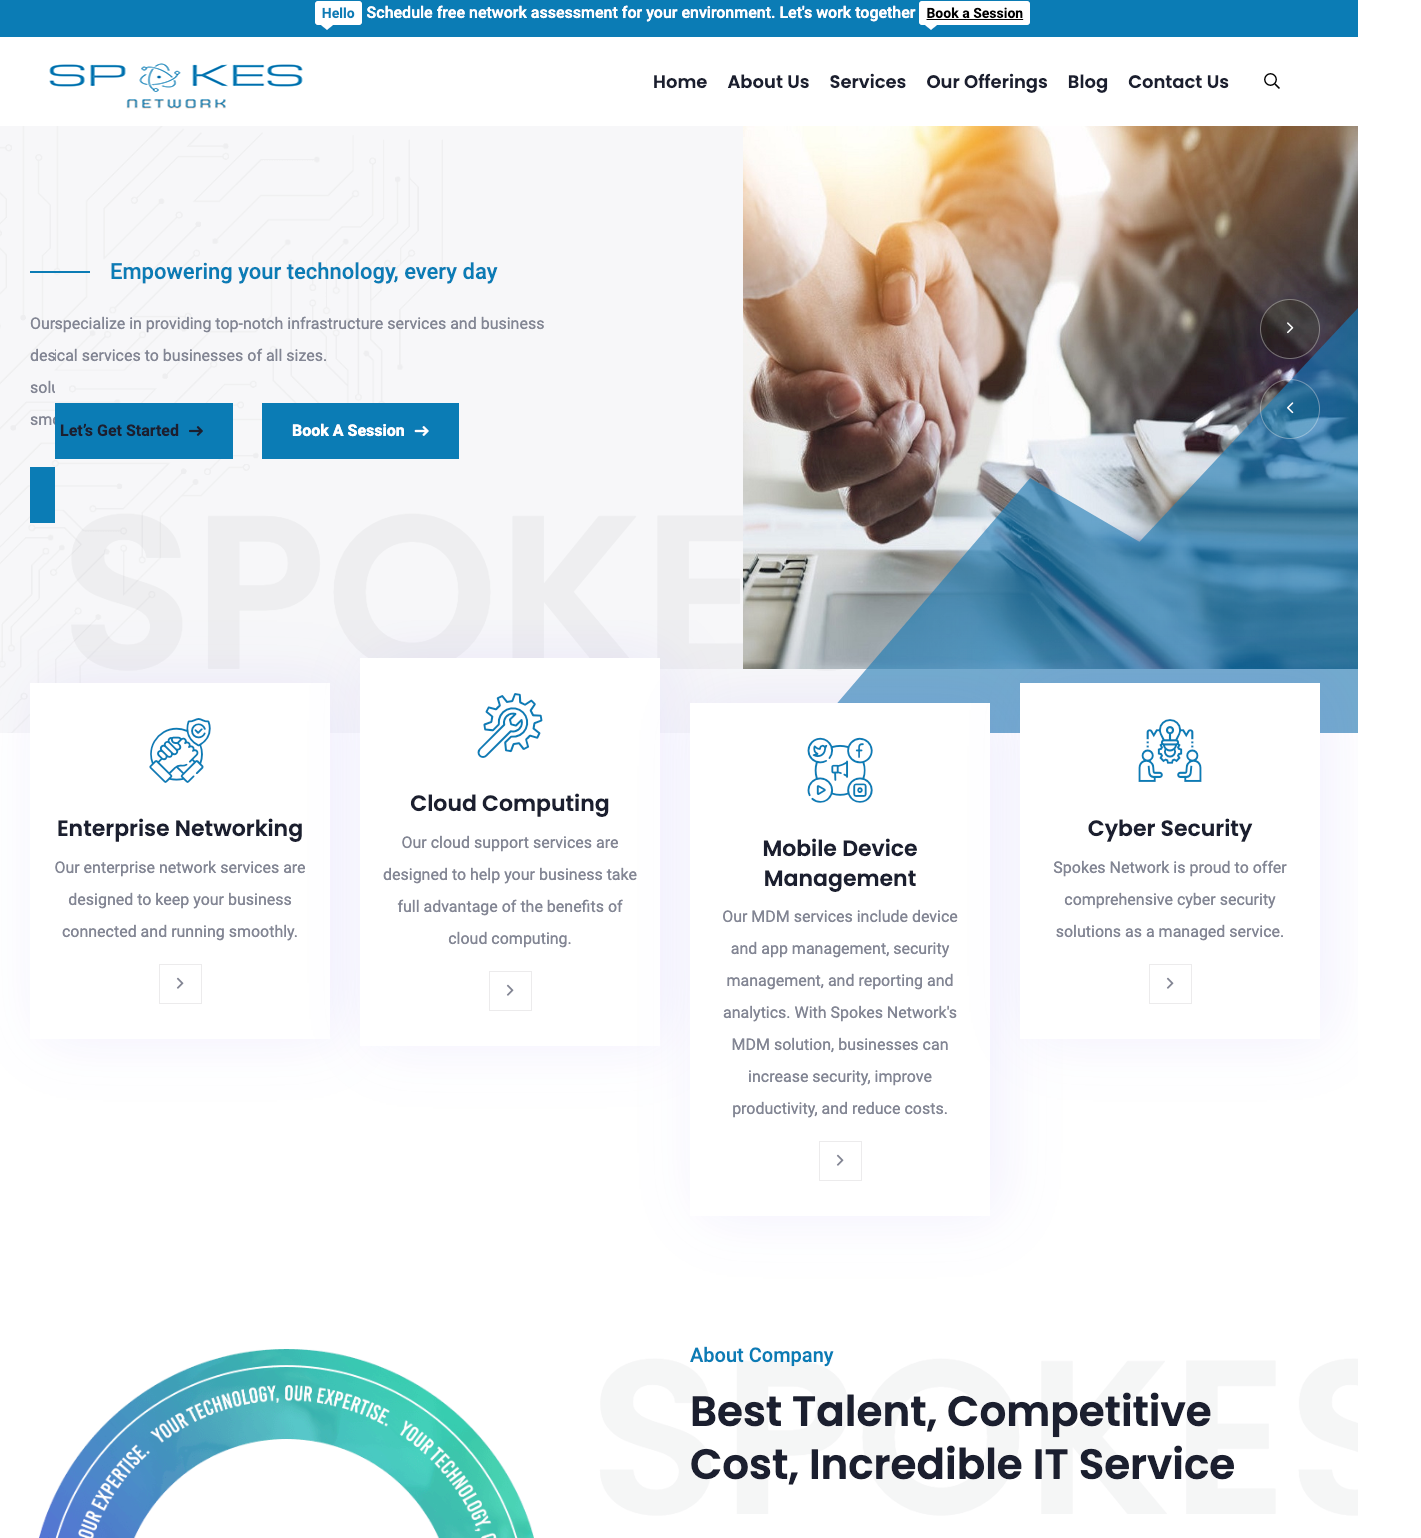 Hello Schedule free network assessment for your environment. Let's work together Book a Session
SPOKES
NETWORK
Home About Us Services Our Offerings Blog Contact Us
Empowering your technology, every day
specialize in providing top-notch infrastructure services and business
services to businesses of all sizes.
Let's Get Started Book A Session
SPOKE
Enterprise Networking
Our enterprise network services are
designed to keep your business
connected and running smoothly.
Cloud Computing
Our cloud support services are
designed to help your business take
full advantage of the benefits of
cloud computing.
Mobile Device
Management
Our MDM services include device
and app management, security
management, and reporting and
analytics. With Spokes Network's
MDM solution, businesses can
increase security, improve
productivity, and reduce costs.
Cyber Security
Spokes Network is proud to offer
comprehensive cyber security
solutions as a managed service.
OUR EXPERTISE. YOUR TECHNOLOGY, OUR EXPERTISE. YOUR TECHNOLOGY,
About Company
SPOKES
Best Talent, Competitive
Cost, Incredible IT Service